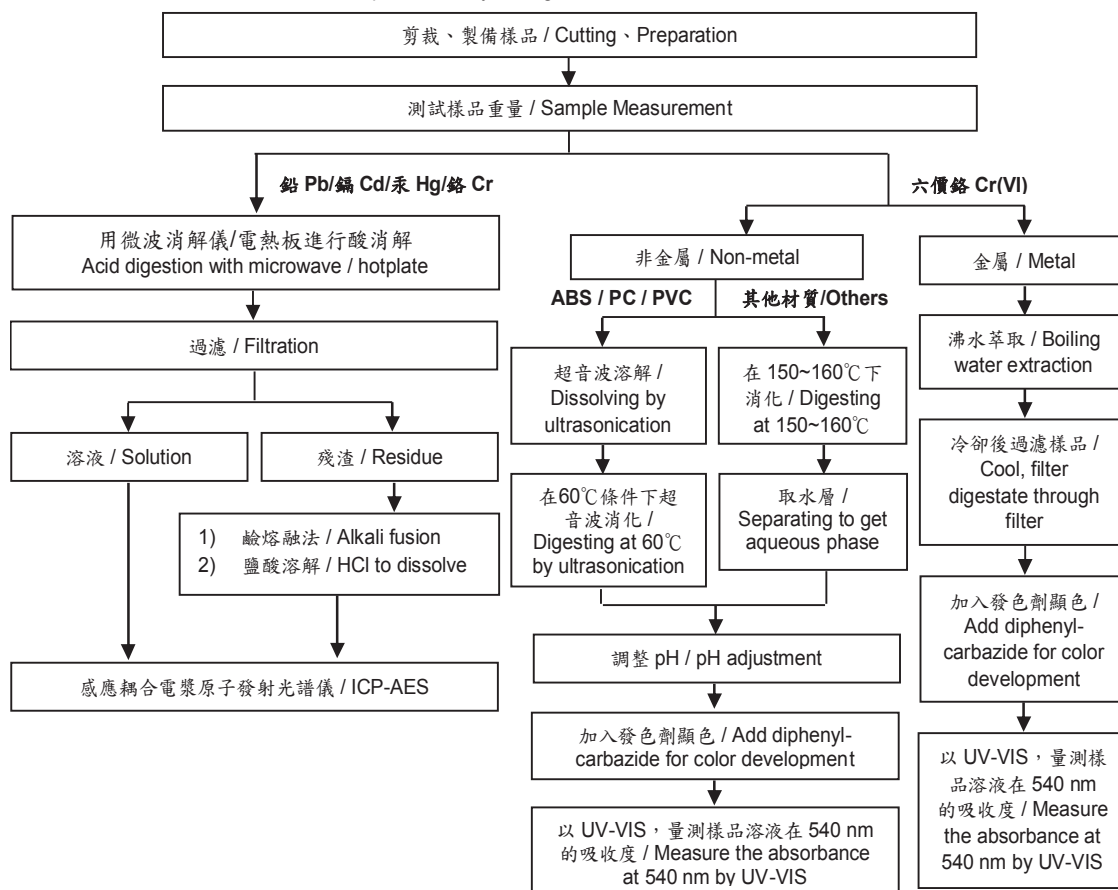 剪裁、製備樣品 / Cutting、Preparation
測試樣品重量 / Sample Measurement
鉛 Pb/鎘 Cd/汞 Hg/鉻 Cr
六價鉻 Cr(VI)
用微波消解儀/電熱板進行酸消解
Acid digestion with microwave / hotplate
過濾 / Filtration
溶液 / Solution
殘渣 / Residue
1) 鹼熔融法 / Alkali fusion
2) 鹽酸溶解 / HCl to dissolve
感應耦合電漿原子發射光譜儀 / ICP-AES
非金屬 / Non-metal
ABS / PC / PVC
其他材質/Others
超音波溶解 /
Dissolving by
ultrasonication
在60℃條件下超
音波消化 /
Digesting at 60℃
by ultrasonication
在 150~160℃下
消化 / Digesting
at 150~160℃
取水層 /
Separating to get
aqueous phase
調整 pH / pH adjustment
加入發色劑顯色 / Add diphenyl-
carbazide for color development
以 UV-VIS，量測樣品溶液在 540 nm
的吸收度 / Measure the absorbance
at 540 nm by UV-VIS
金屬 / Metal
沸水萃取 / Boiling
water extraction
冷卻後過濾樣品 /
Cool, filter
digestate through
filter
加入發色劑顯色 /
Add diphenyl-
carbazide for color
development
以 UV-VIS，量測樣
品溶液在 540 nm
的吸收度 / Measure
the absorbance at
540 nm by UV-VIS